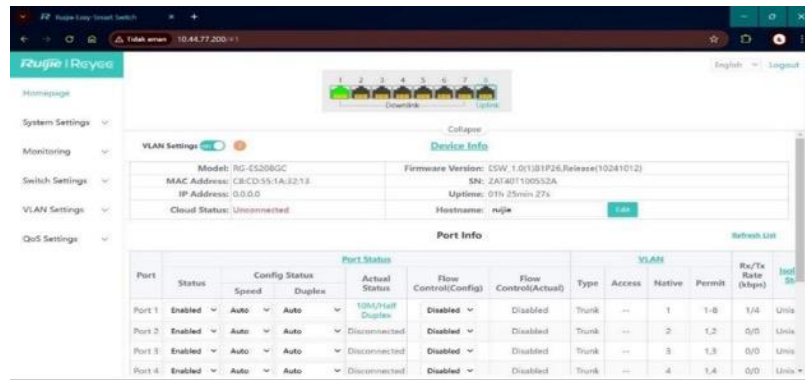 Ruijie Easy Smart Switch
Tidak aman 10.44.77.200/#1
Ruijie | Reyee
English Logout
Homepage
System Settings
Monitoring
Switch Settings
VLAN Settings
QoS Settings
1 2 3 4 5 6 7 8
Downlink Uplink
Collapse
VLAN Settings Device Info
Model: RG-ES208GC Firmware Version: ESW_1.0(1)B1P26,Release(10241012)
MAC Address: C8:CD:55:1A:32:13 SN: ZAT40T100552A
IP Address: 0.0.0.0 Uptime: 01h 25min 27s
Cloud Status: Unconnected Hostname: ruijie Edit
Port Info Refresh List
Port Status VLAN
Port Status Config Status Speed Duplex Actual Status Flow Control(Config) Flow Control(Actual) Type Access Native Permit Rx/Tx Rate (kbps)
Port 1 Enabled Auto Auto 10M/Half Duplex Disabled Disabled Trunk -- 1 1-8 1/4 Unis
Port 2 Enabled Auto Auto Disconnected Disabled Disabled Trunk -- 2 1,2 0/0 Unis
Port 3 Enabled Auto Auto Disconnected Disabled Disabled Trunk -- 3 1,3 0/0 Unis
Port 4 Enabled Auto Auto Disconnected Disabled Disabled Trunk -- 4 1,4 0/0 Unis